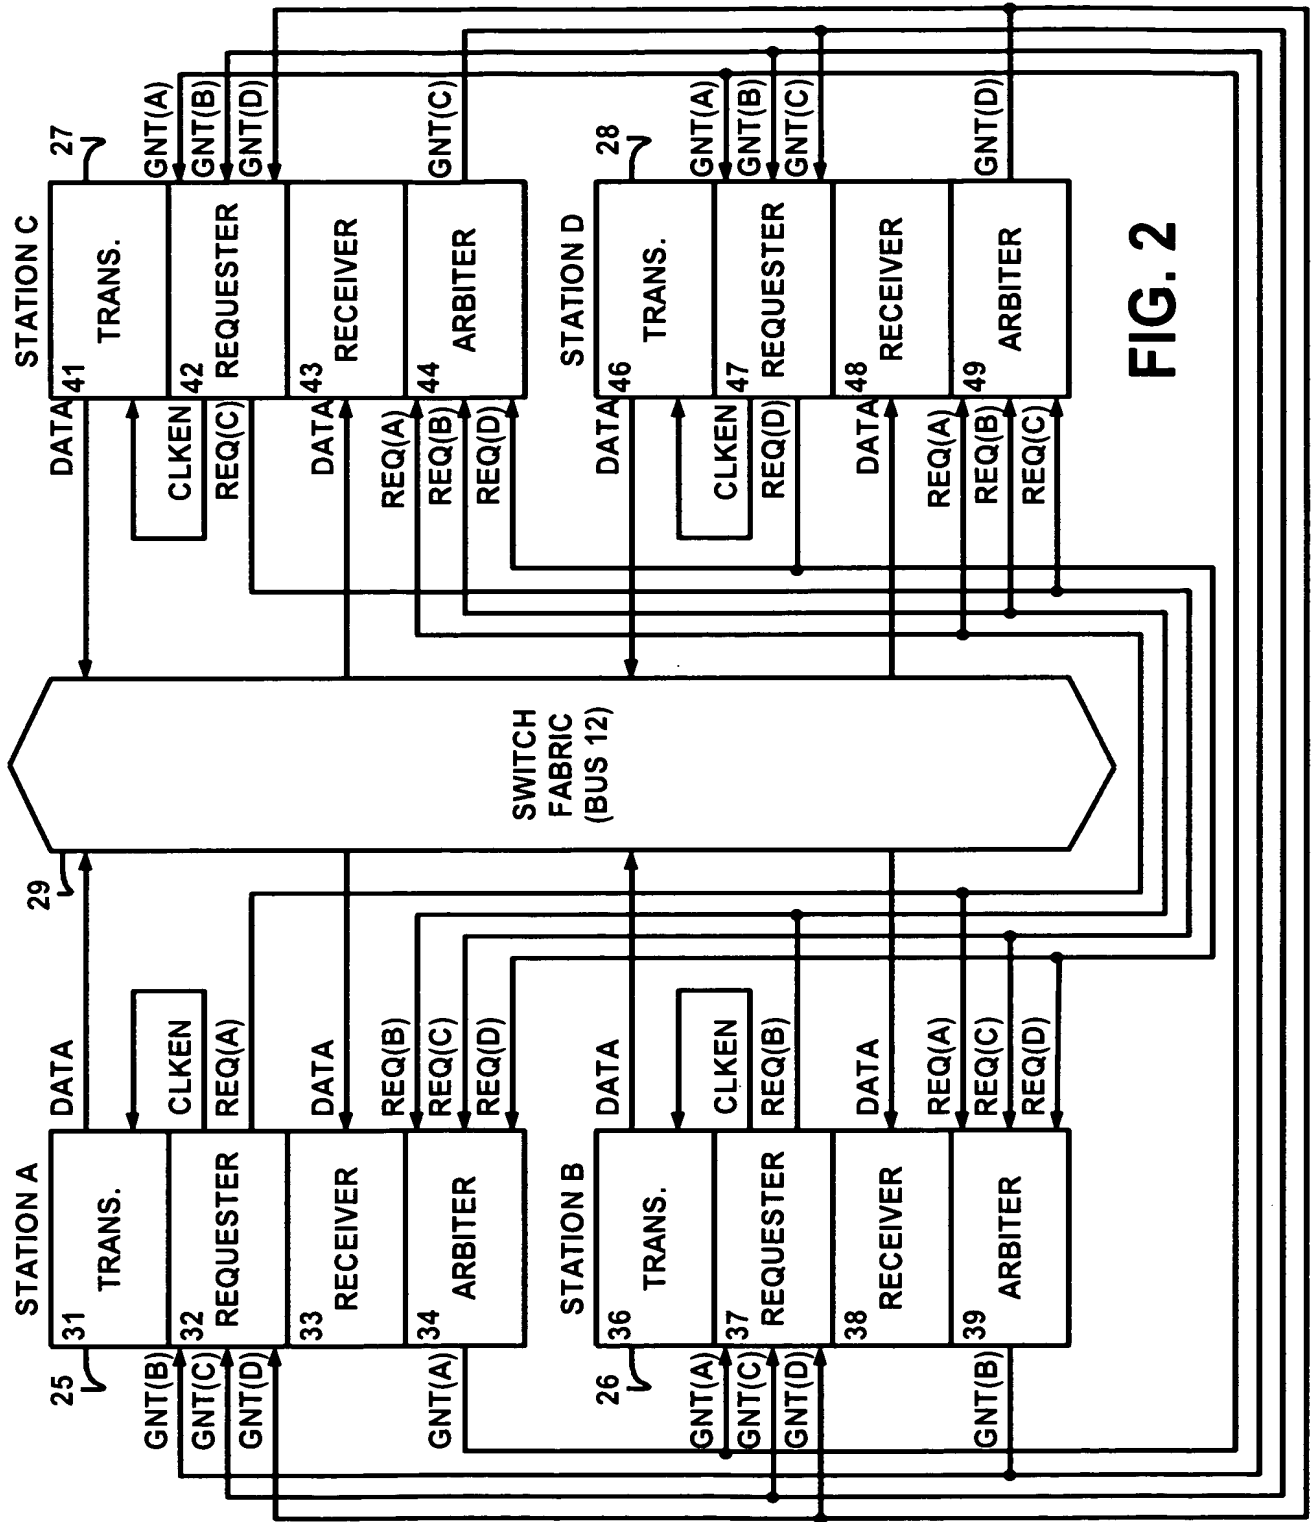 STATION A
25
31
TRANS.
DATA
32
REQUESTER
GNT(B)
GNT(C)
GNT(D)
CLKEN
REQ(A)
33
RECEIVER
DATA
34
ARBITER
GNT(A)
REQ(B)
REQ(C)
REQ(D)
STATION B
26
36
TRANS.
DATA
37
REQUESTER
GNT(A)
GNT(C)
GNT(D)
CLKEN
REQ(B)
38
RECEIVER
DATA
39
ARBITER
GNT(B)
REQ(A)
REQ(C)
REQ(D)
29
SWITCH
FABRIC
(BUS 12)
STATION C
27
DATA
41
TRANS.
42
REQUESTER
CLKEN
REQ(C)
GNT(A)
GNT(B)
GNT(D)
DATA
43
RECEIVER
44
ARBITER
REQ(A)
REQ(B)
REQ(D)
GNT(C)
STATION D
28
DATA
46
TRANS.
47
REQUESTER
CLKEN
REQ(D)
GNT(A)
GNT(B)
GNT(C)
DATA
48
RECEIVER
49
ARBITER
REQ(A)
REQ(B)
REQ(C)
GNT(D)
FIG. 2